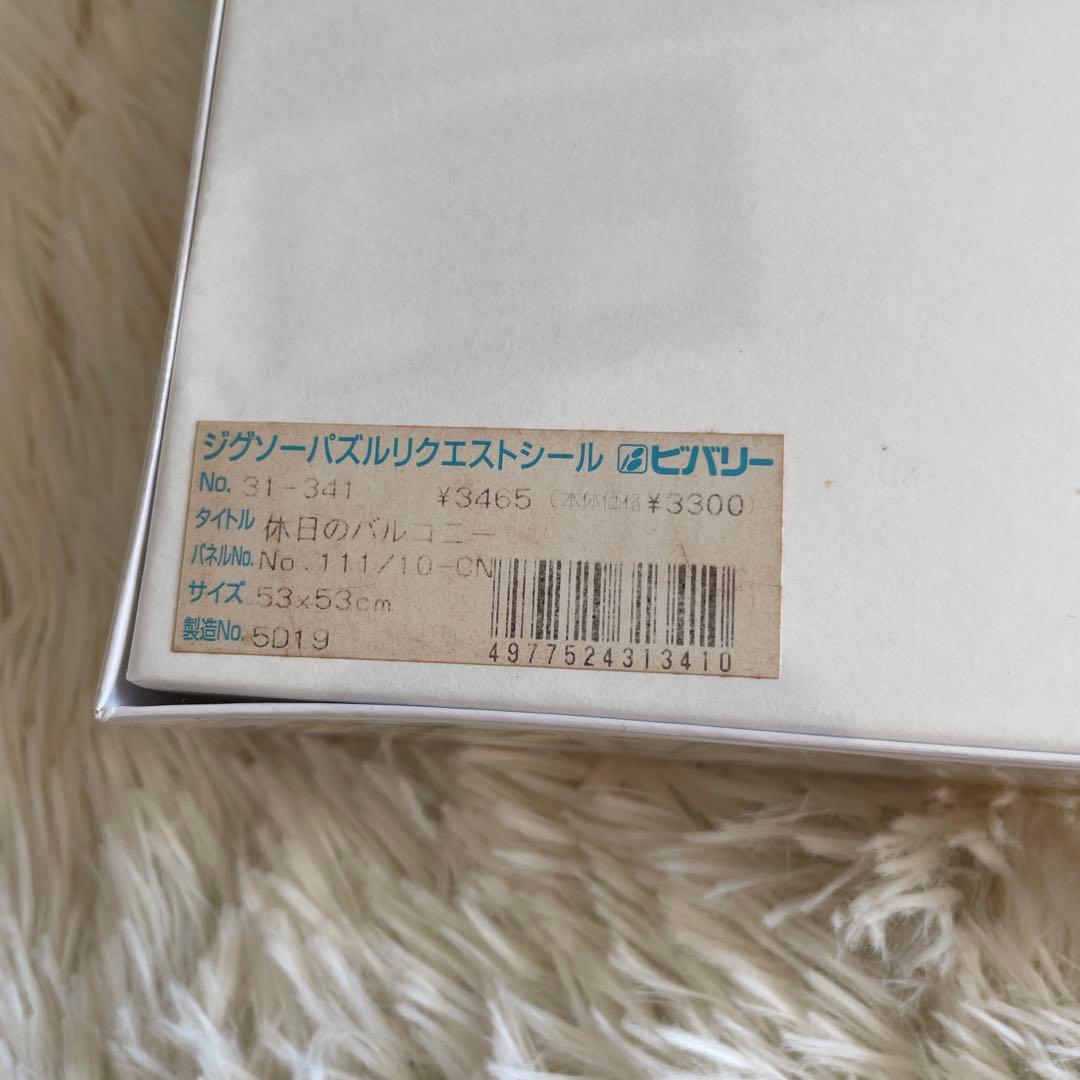 ジグソーパズルリクエストシール ビバリー
No. 31-341 ¥3465 (本体価格¥3300)
タイトル 休日のバルコニー
パネルNo. No.111/10-CN
サイズ 53x53cm
製造No. 5D19
4977524313410